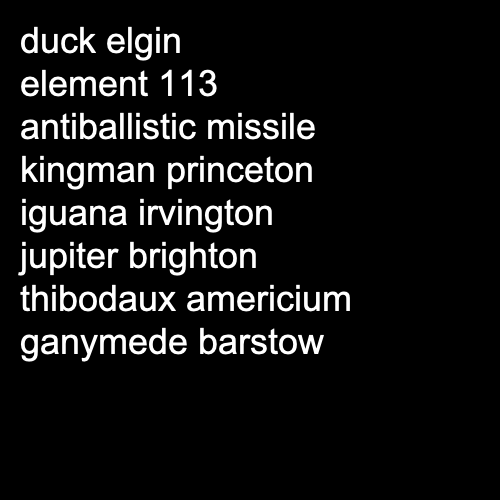 duck elgin
element 113
antiballistic missile
kingman princeton
iguana irvington
jupiter brighton
thibodaux americium
ganymede barstow